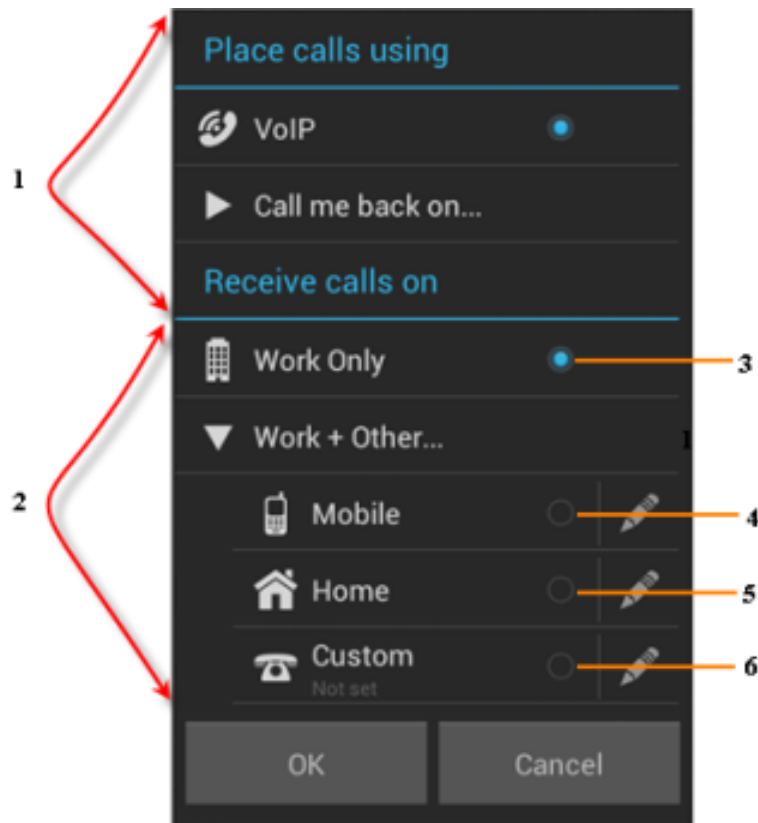 Place calls using
VoIP
1
Call me back on...
Receive calls on
Work Only
3
Work + Other...
1
2
Mobile
4
Home
5
Custom
6
Not set
OK
Cancel